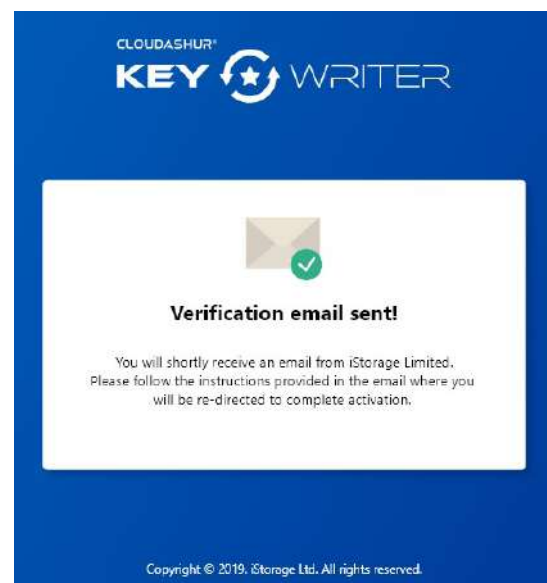 CLOUDASHUR®
KEY WRITER
Verification email sent!
You will shortly receive an email from iStorage Limited.
Please follow the instructions provided in the email where you
will be re-directed to complete activation.
Copyright © 2019. iStorage Ltd. All rights reserved.